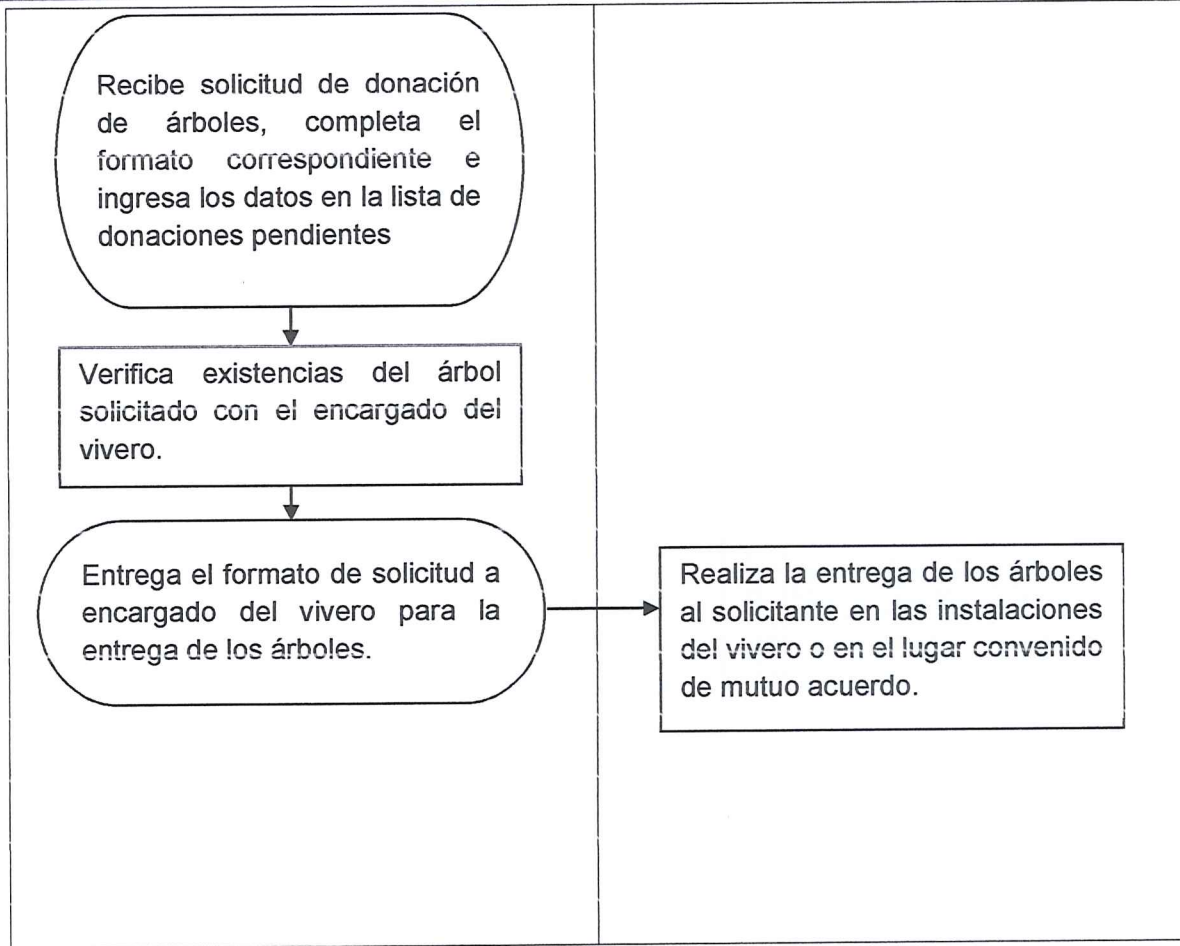 Recibe solicitud de donación
de árboles, completa el
formato correspondiente e
ingresa los datos en la lista de
donaciones pendientes
Verifica existencias del árbol
solicitado con el encargado del
vivero.
Entrega el formato de solicitud a
encargado del vivero para la
entrega de los árboles.
Realiza la entrega de los árboles
al solicitante en las instalaciones
del vivero o en el lugar convenido
de mutuo acuerdo.